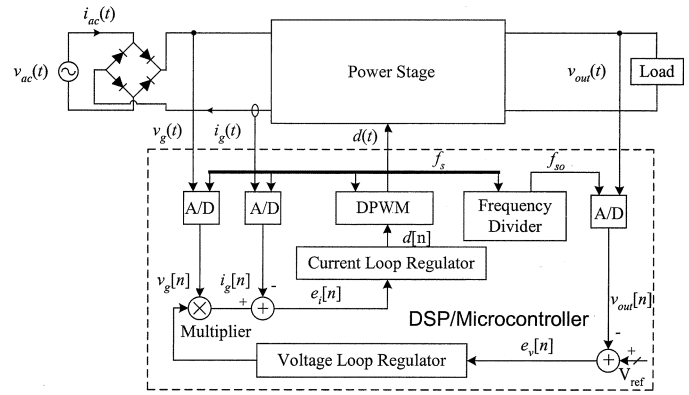 i_ac(t)
v_ac(t)
Power Stage
v_out(t)
Load
v_g(t)
i_g(t)
d(t)
f_s
f_so
A/D
A/D
DPWM
Frequency
Divider
A/D
d[n]
v_g[n]
i_g[n]
Current Loop Regulator
v_out[n]
-
+
+
e_i[n]
Multiplier
DSP/Microcontroller
-
Voltage Loop Regulator
e_v[n]
+
+
V_ref